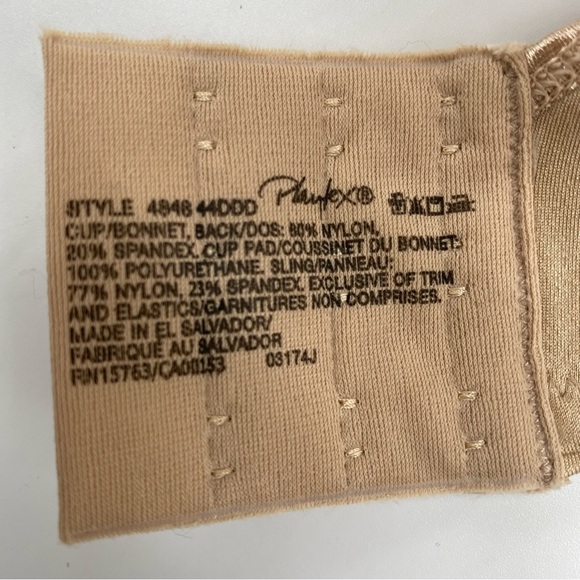 STYLE 4848 44DDD Playtex®
CUP/BONNET, BACK/DOS: 80% NYLON,
20% SPANDEX. CUP PAD/COUSSINET DU BONNET:
100% POLYURETHANE. SLING/PANNEAU:
77% NYLON, 23% SPANDEX. EXCLUSIVE OF TRIM
AND ELASTICS/GARNITURES NON COMPRISES.
MADE IN EL SALVADOR/
FABRIQUÉ AU SALVADOR
RN15763/CA00153 03174J